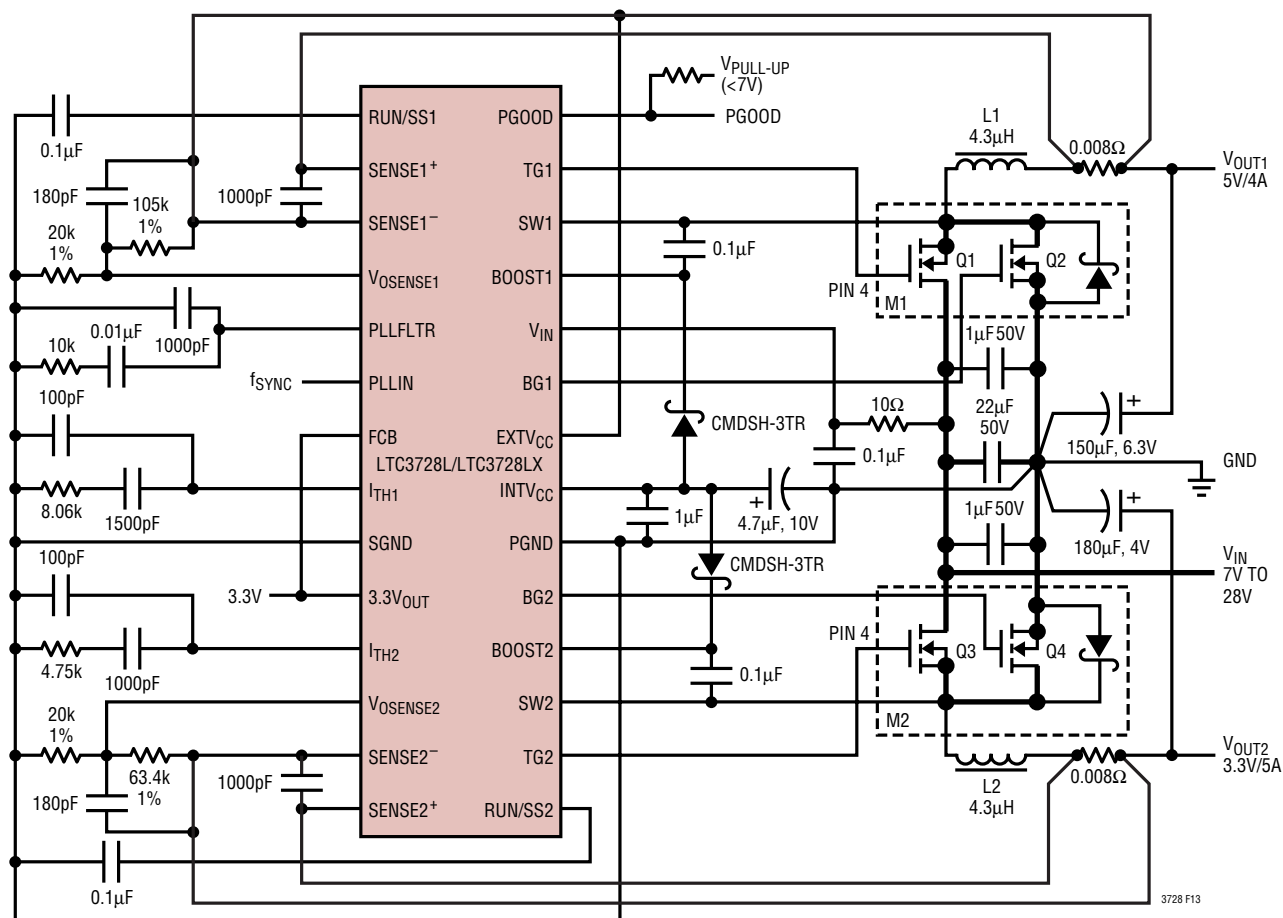 VPULL-UP
(<7V)
PGOOD
0.1µF
180pF
105k
1%
20k
1%
1000pF
0.01µF
1000pF
10k
fSYNC
100pF
8.06k
1500pF
100pF
3.3V
4.75k
1000pF
20k
1%
63.4k
1%
180pF
1000pF
0.1µF
RUN/SS1
SENSE1+
SENSE1–
VOSENSE1
PLLFLTR
PLLIN
FCB
LTC3728L/LTC3728LX
ITH1
SGND
3.3VOUT
ITH2
VOSENSE2
SENSE2–
SENSE2+
PGOOD
TG1
SW1
BOOST1
VIN
BG1
EXTVCC
INTVCC
PGND
BG2
BOOST2
SW2
TG2
RUN/SS2
L1
4.3µH
0.008Ω
VOUT1
5V/4A
0.1µF
Q1
Q2
PIN 4
M1
1µF 50V
22µF
50V
CMDSH-3TR
10Ω
0.1µF
150µF, 6.3V
GND
1µF
4.7µF, 10V
1µF 50V
180µF, 4V
CMDSH-3TR
VIN
7V TO
28V
PIN 4
Q3
Q4
0.1µF
M2
L2
4.3µH
0.008Ω
VOUT2
3.3V/5A
3728 F13